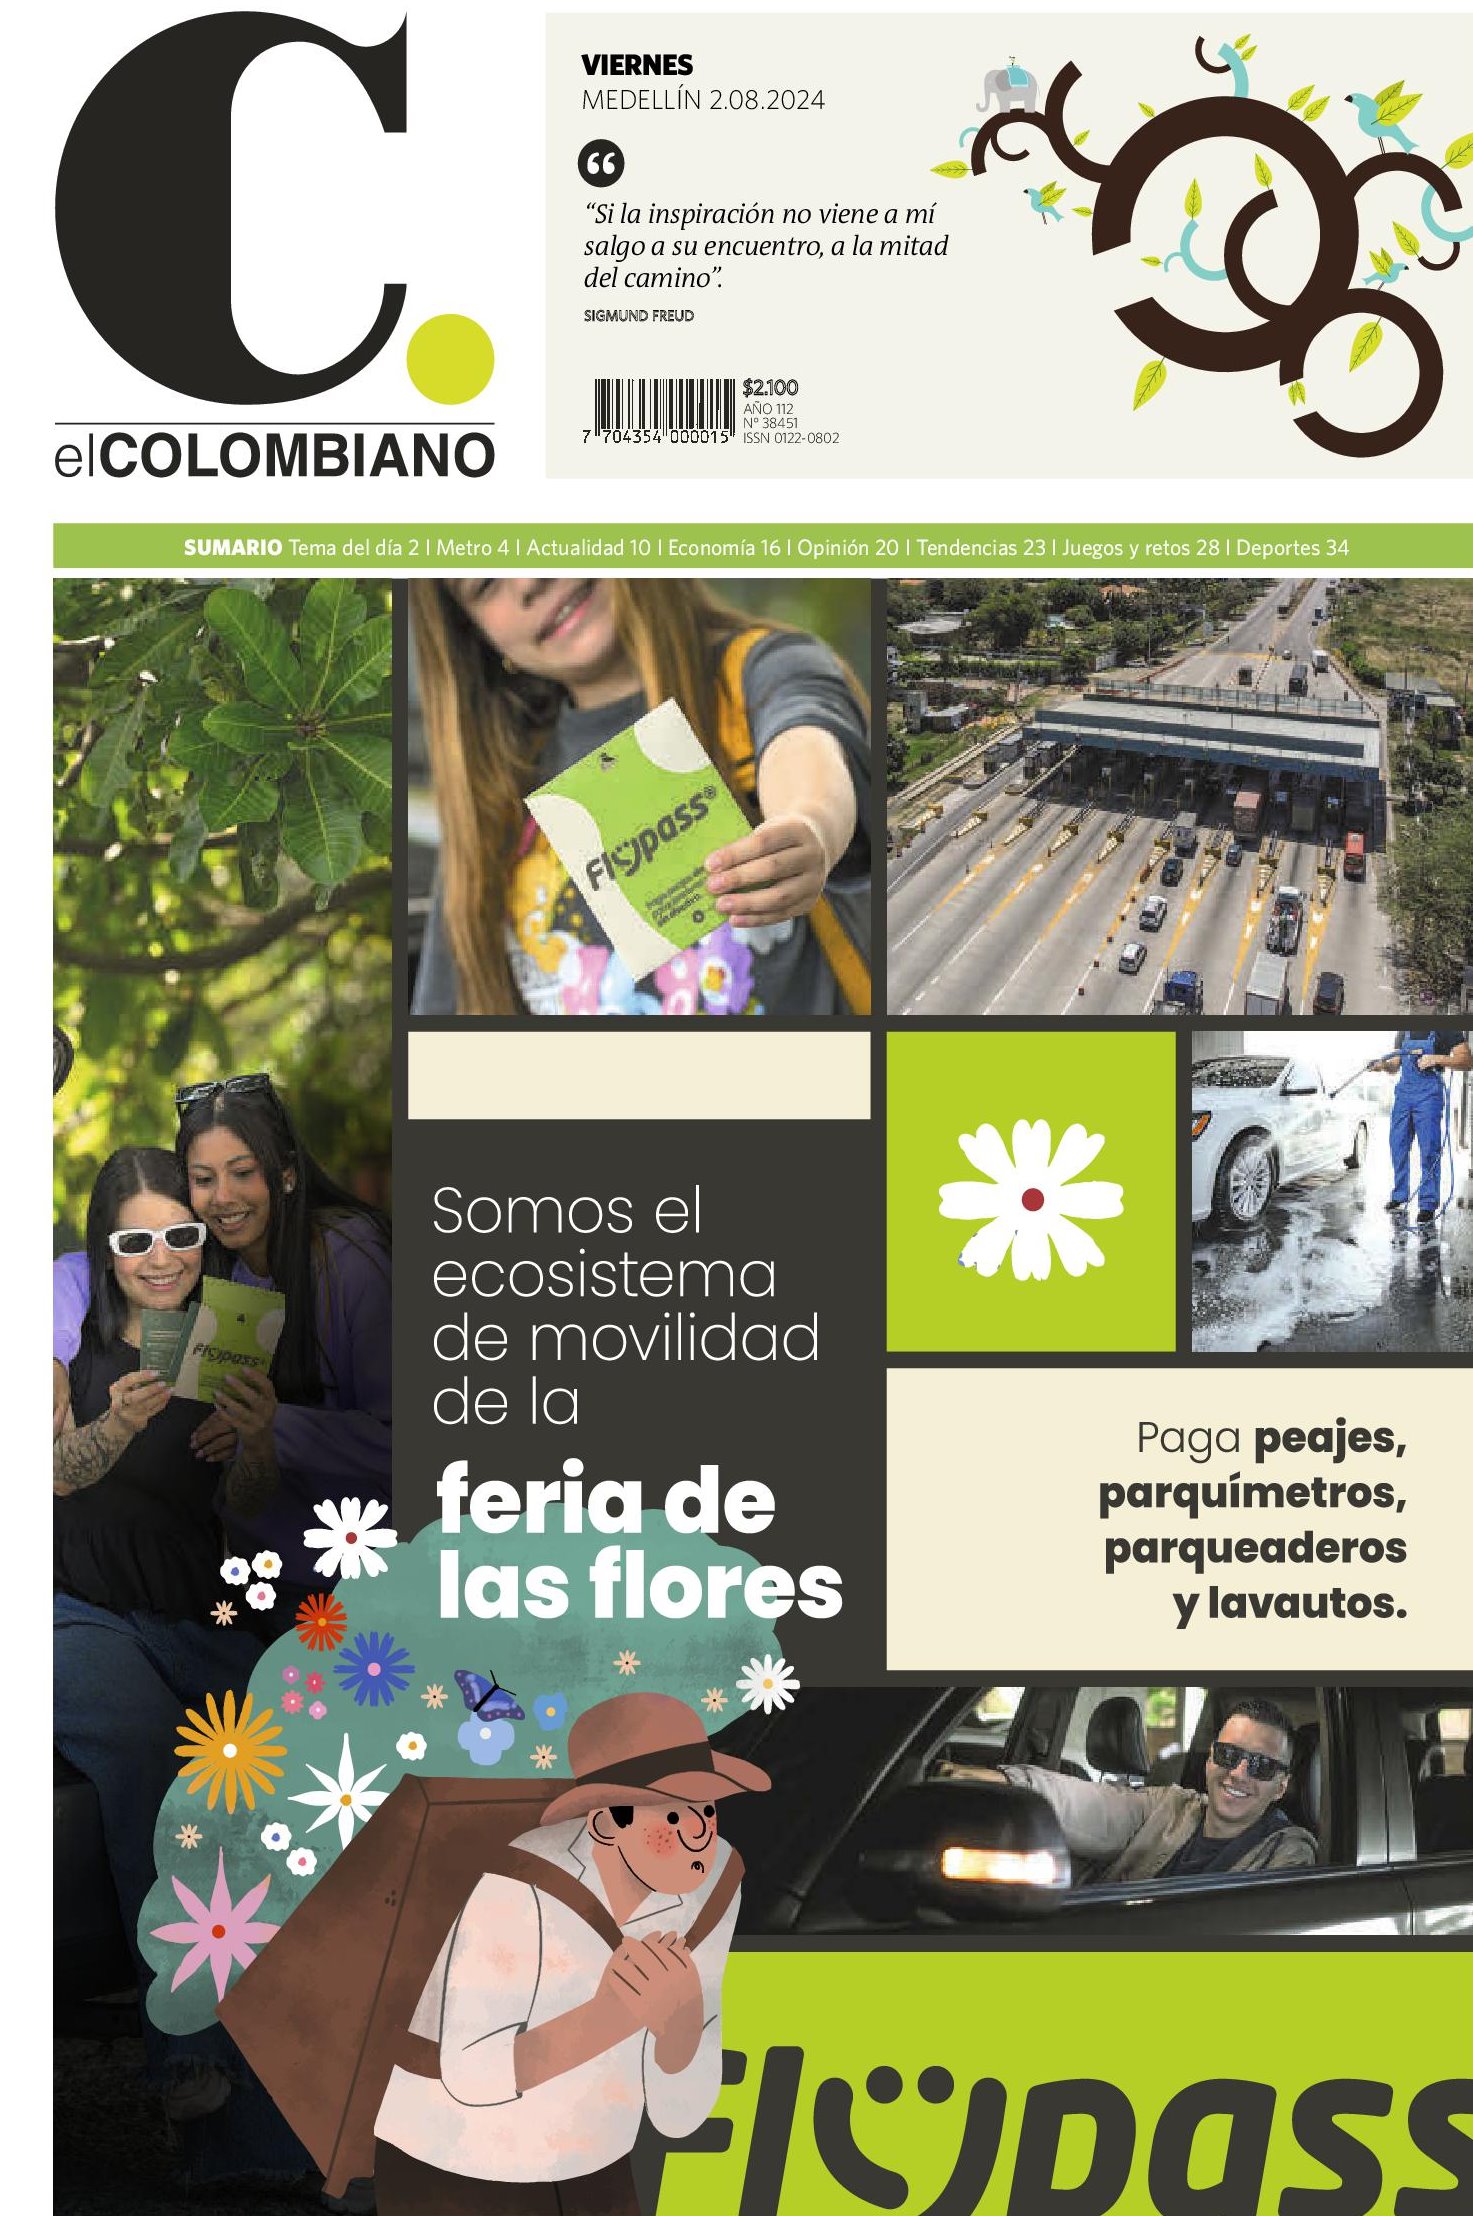 C.
elCOLOMBIANO
VIERNES
MEDELLÍN 2.08.2024
“Si la inspiración no viene a mí
salgo a su encuentro, a la mitad
del camino”.
SIGMUND FREUD
$2.100
AÑO 112
N° 38451
ISSN 0122-0802
7 704354 000015
SUMARIO Tema del día 2 I Metro 4 I Actualidad 10 I Economía 16 I Opinión 20 I Tendencias 23 I Juegos y retos 28 I Deportes 34
Flypass®
Somos el
ecosistema
de movilidad
de la
feria de
las flores
Flypass®
Paga peajes,
parquímetros,
parqueaderos
y lavautos.
Flypass